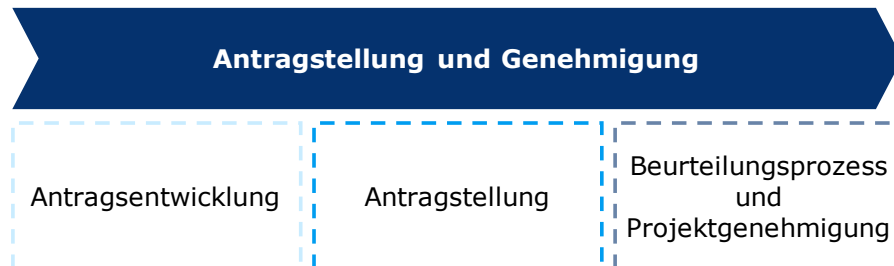 Antragstellung und Genehmigung
Antragsentwicklung
Antragstellung
Beurteilungsprozess
und
Projektgenehmigung